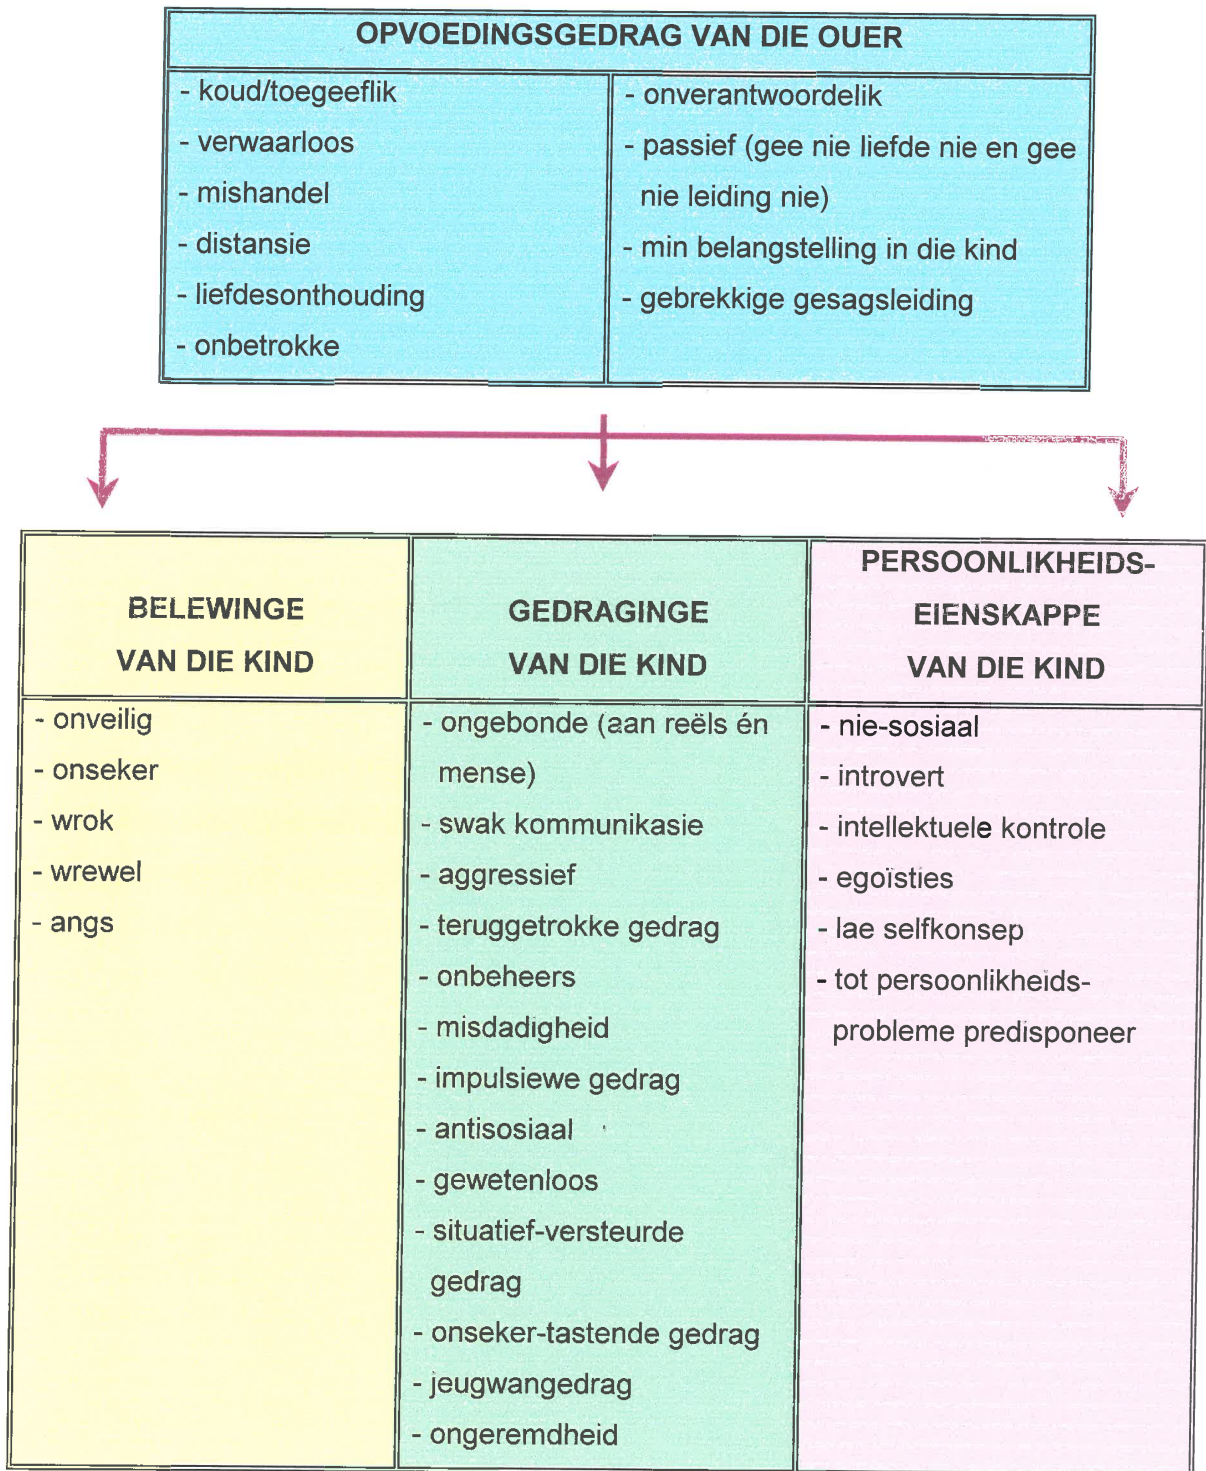 OPVOEDINGSGEDRAG VAN DIE OUER
- koud/toegeeflik
- verwaarloos
- mishandel
- distansie
- liefdesonthouding
- onbetrokke
- onverantwoordelik
- passief (gee nie liefde nie en gee
nie leiding nie)
- min belangstelling in die kind
- gebrekkige gesagsleiding
BELEWINGE
VAN DIE KIND
- onveilig
- onseker
- wrok
- wrewel
- angs
GEDRAGINGE
VAN DIE KIND
- ongebonde (aan reëls én
mense)
- swak kommunikasie
- aggressief
- teruggetrokke gedrag
- onbeheers
- misdadigheid
- impulsiewe gedrag
- antisosiaal
- gewetenloos
- situatief-versteurde
gedrag
- onseker-tastende gedrag
- jeugwangedrag
- ongeremdheid
PERSOONLIKHEIDS-
EIENSKAPPE
VAN DIE KIND
- nie-sosiaal
- introvert
- intellektuele kontrole
- egoïsties
- lae selfkonsep
- tot persoonlikheids-
probleme predisponeer